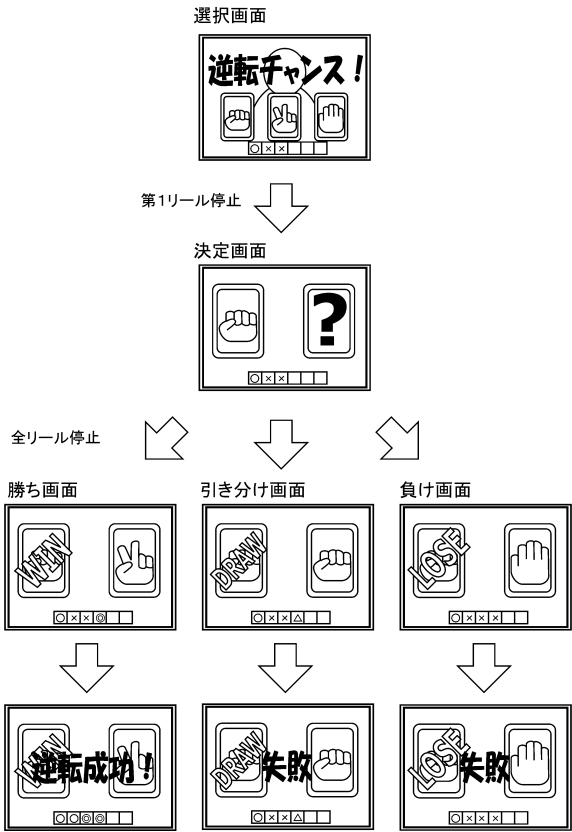 選択画面
逆転チャンス！
○××
第１リール停止
決定画面
?
○××
全リール停止
勝ち画面
引き分け画面
負け画面
WIN
DRAW
LOSE
○××◎
○××△
○×××
WIN
逆転成功！
DRAW
失敗
LOSE
失敗
○○◎◎
○××△
○×××